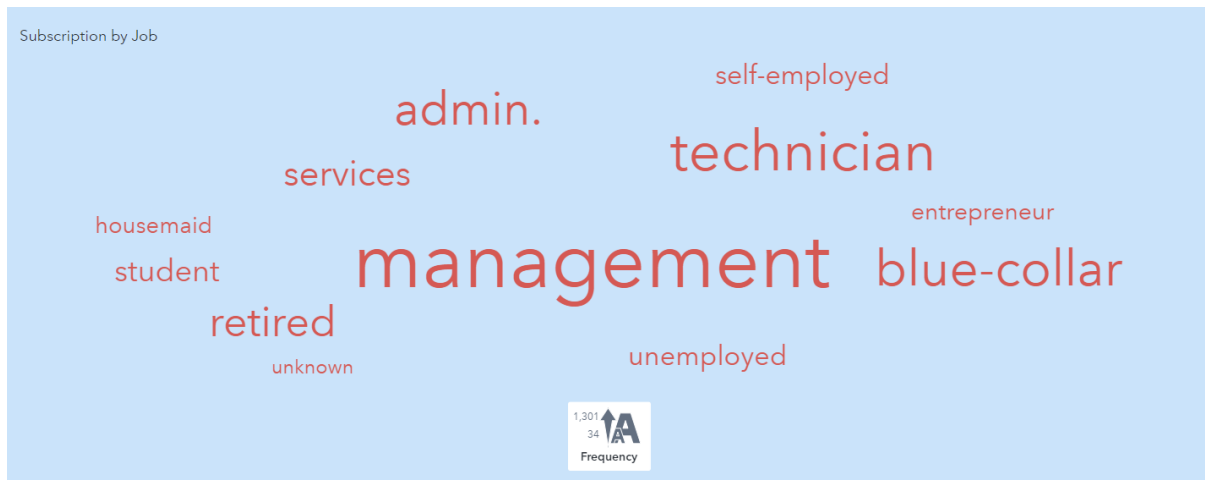 Subscription by Job
self-employed
admin.
technician
services
housemaid
entrepreneur
student
management
blue-collar
retired
unknown
unemployed
1,301
34
A
A
Frequency